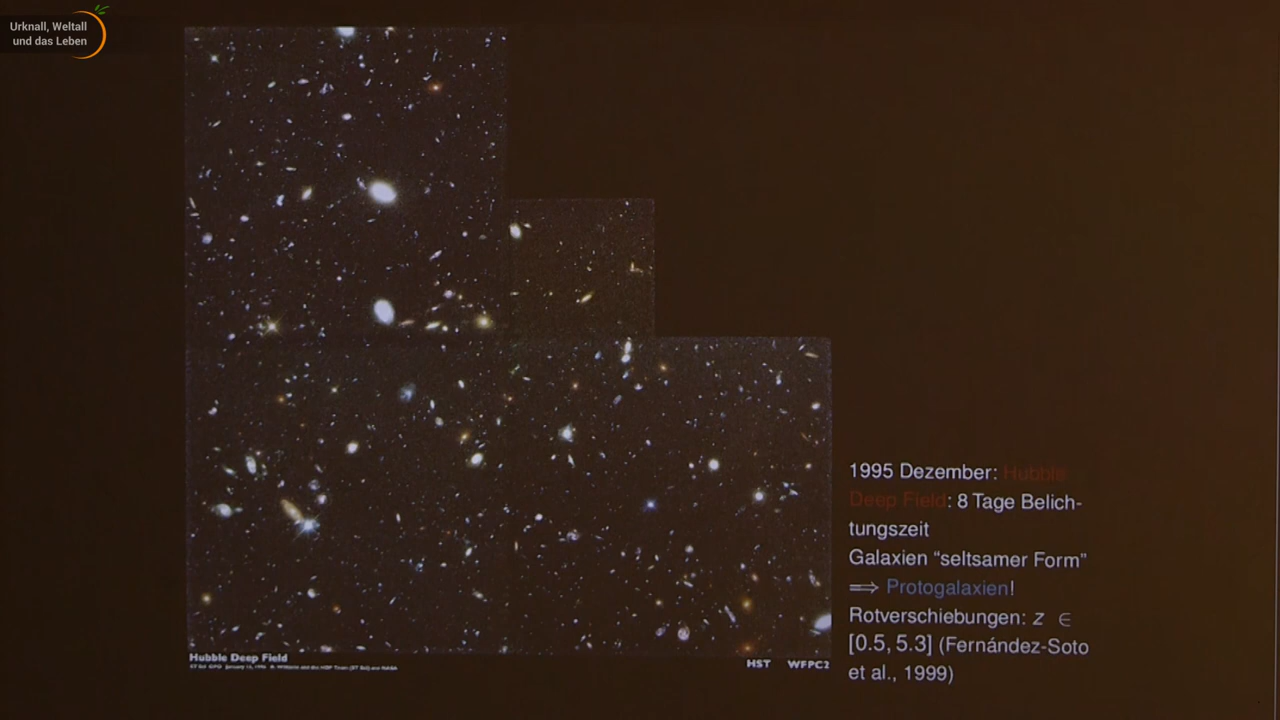 Urknall, Weltall
und das Leben
Hubble Deep Field
HST WFPC2
1995 Dezember: Hubble
Deep Field: 8 Tage Belich-
tungszeit
Galaxien “seltsamer Form”
⟹ Protogalaxien!
Rotverschiebungen: z ∈
[0.5, 5.3] (Fernández-Soto
et al., 1999)